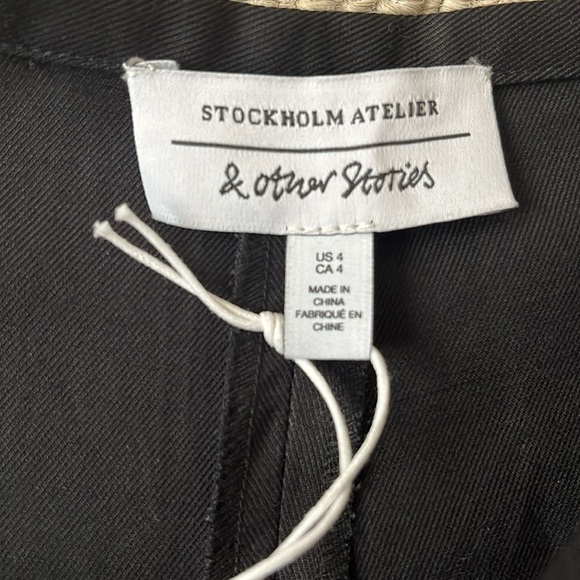 STOCKHOLM ATELIER
& Other Stories
US 4
CA 4
MADE IN
CHINA
FABRIQUÉ EN
CHINE